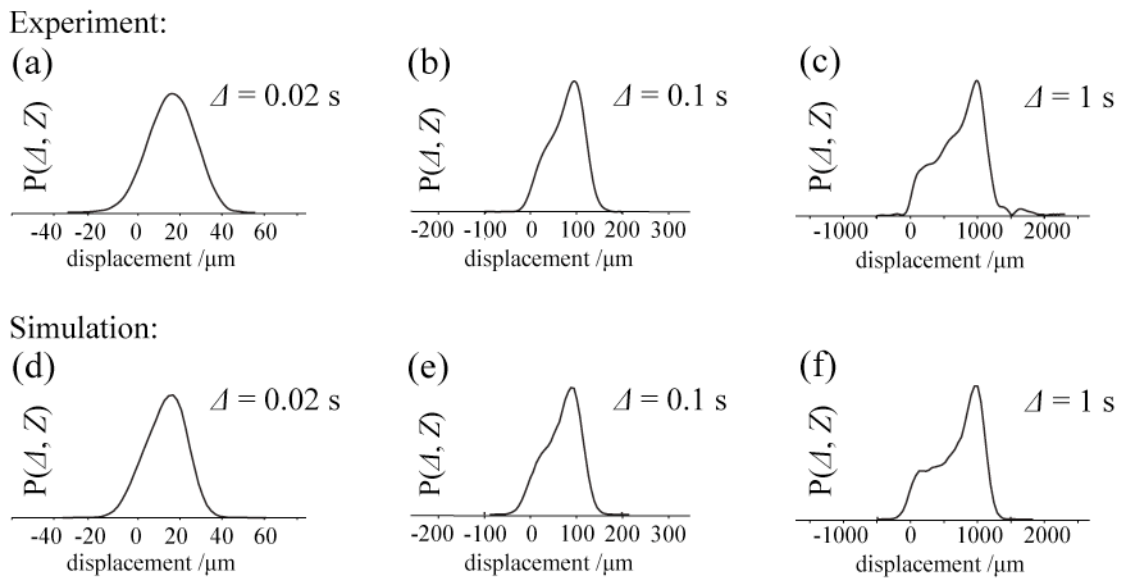 Experiment:
(a)
P(Δ, Z)
Δ = 0.02 s
-40 -20 0 20 40 60
displacement /μm
(b)
P(Δ, Z)
Δ = 0.1 s
-200 -100 0 100 200 300
displacement /μm
(c)
P(Δ, Z)
Δ = 1 s
-1000 0 1000 2000
displacement /μm
Simulation:
(d)
P(Δ, Z)
Δ = 0.02 s
-40 -20 0 20 40 60
displacement /μm
(e)
P(Δ, Z)
Δ = 0.1 s
-200 -100 0 100 200 300
displacement /μm
(f)
P(Δ, Z)
Δ = 1 s
-1000 0 1000 2000
displacement /μm